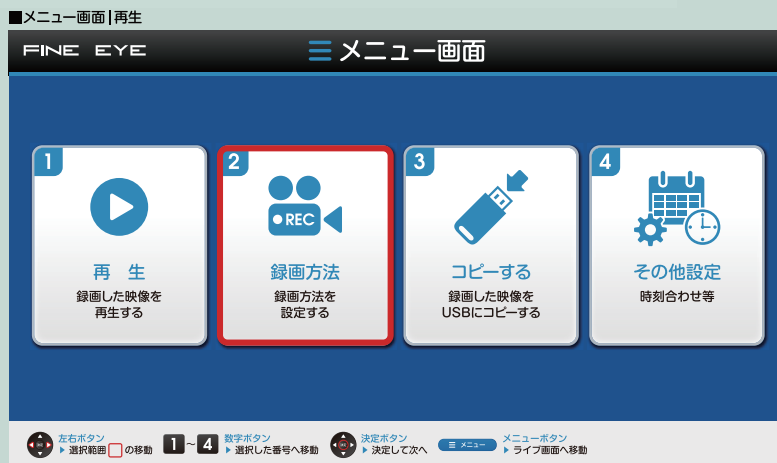 ■メニュー画面|再生
FINE EYE
メニュー画面
1
再 生
録画した映像を
再生する
2
REC
録画方法
録画方法を
設定する
3
コピーする
録画した映像を
USBにコピーする
4
その他設定
時刻合わせ等
左右ボタン
▶選択範囲 の移動
1~4
数字ボタン
▶選択した番号へ移動
決定ボタン
▶決定して次へ
≡ メニュー
メニューボタン
▶ライブ画面へ移動